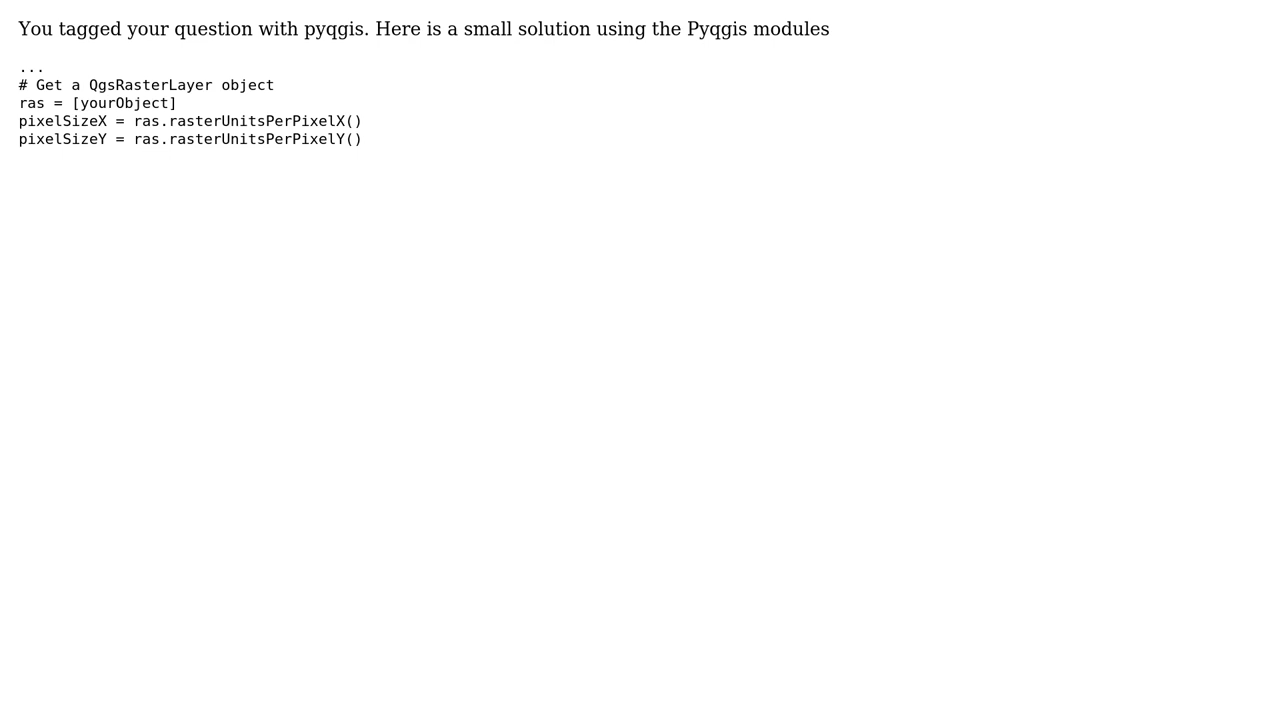 You tagged your question with pyqgis. Here is a small solution using the Pyqgis modules
...
# Get a QgsRasterLayer object
ras = [yourObject]
pixelSizeX = ras.rasterUnitsPerPixelX()
pixelSizeY = ras.rasterUnitsPerPixelY()